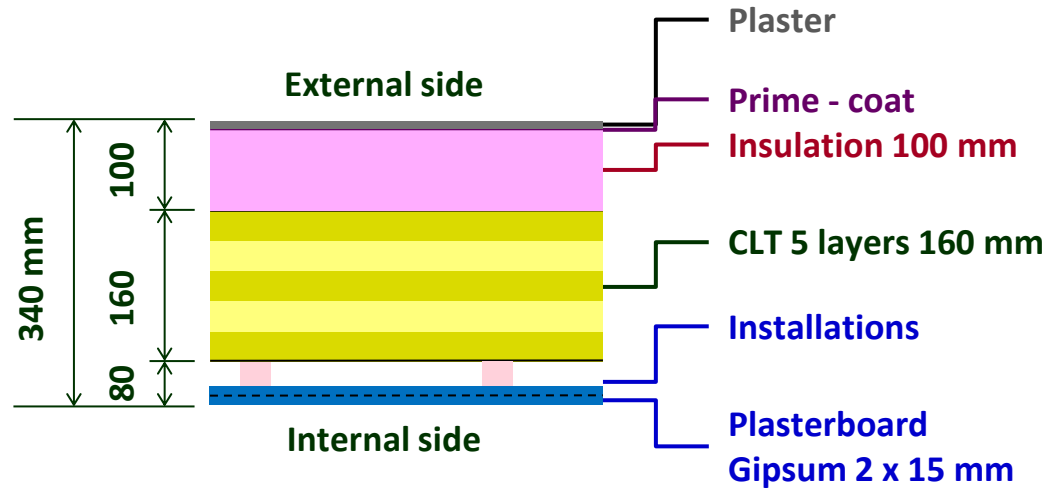 Plaster
External side
Prime - coat
Insulation 100 mm
100
340 mm
160
CLT 5 layers 160 mm
Installations
80
Plasterboard
Gipsum 2 x 15 mm
Internal side